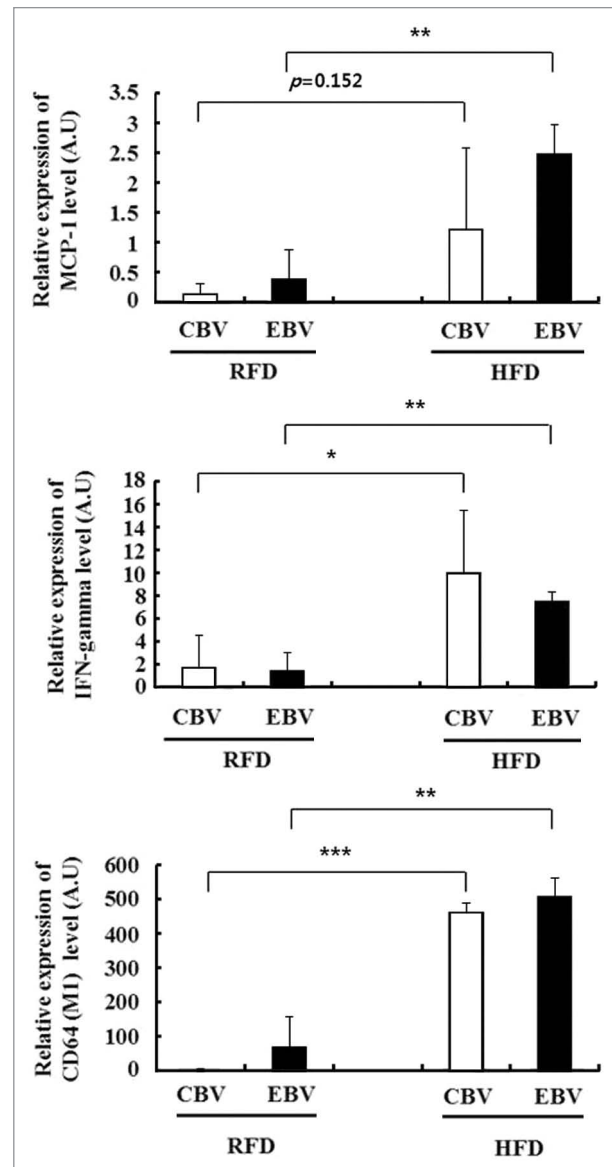 **
p=0.152
Relative expression of
MCP-1 level (A.U)
3.5
3
2.5
2
1.5
1
0.5
0
CBV EBV CBV EBV
RFD HFD
**
*
Relative expression of
IFN-gamma level (A.U)
18
16
14
12
10
8
6
4
2
0
CBV EBV CBV EBV
RFD HFD
**
***
Relative expression of
CD64 (M1) level (A.U)
600
500
400
300
200
100
0
CBV EBV CBV EBV
RFD HFD